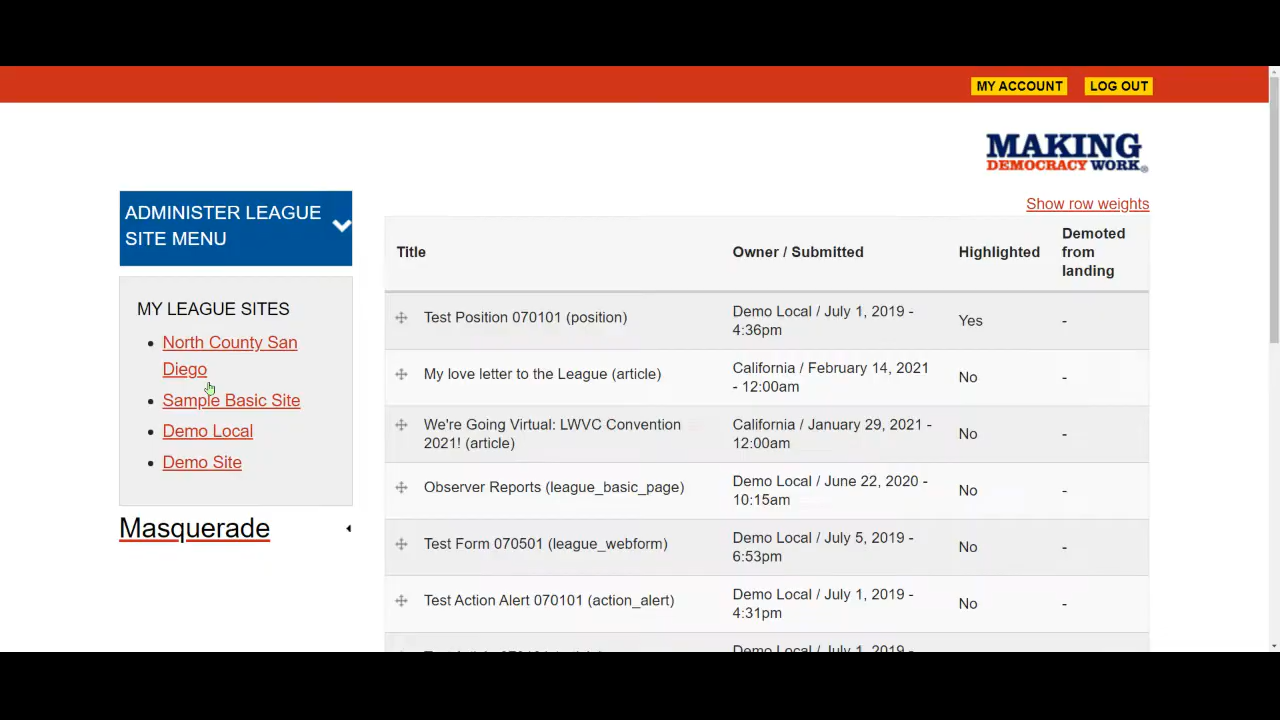 MY ACCOUNT LOG OUT
MAKING
DEMOCRACY WORK®
ADMINISTER LEAGUE
SITE MENU
MY LEAGUE SITES
North County San
Diego
Sample Basic Site
Demo Local
Demo Site
Masquerade
Show row weights
Title Owner / Submitted Highlighted Demoted
from
landing
Test Position 070101 (position) Demo Local / July 1, 2019 - Yes -
4:36pm
My love letter to the League (article) California / February 14, 2021 No -
- 12:00am
We're Going Virtual: LWVC Convention California / January 29, 2021 - No -
2021! (article) 12:00am
Observer Reports (league_basic_page) Demo Local / June 22, 2020 - No -
10:15am
Test Form 070501 (league_webform) Demo Local / July 5, 2019 - No -
6:53pm
Test Action Alert 070101 (action_alert) Demo Local / July 1, 2019 - No -
4:31pm
Demo Local / July 1, 2019 -